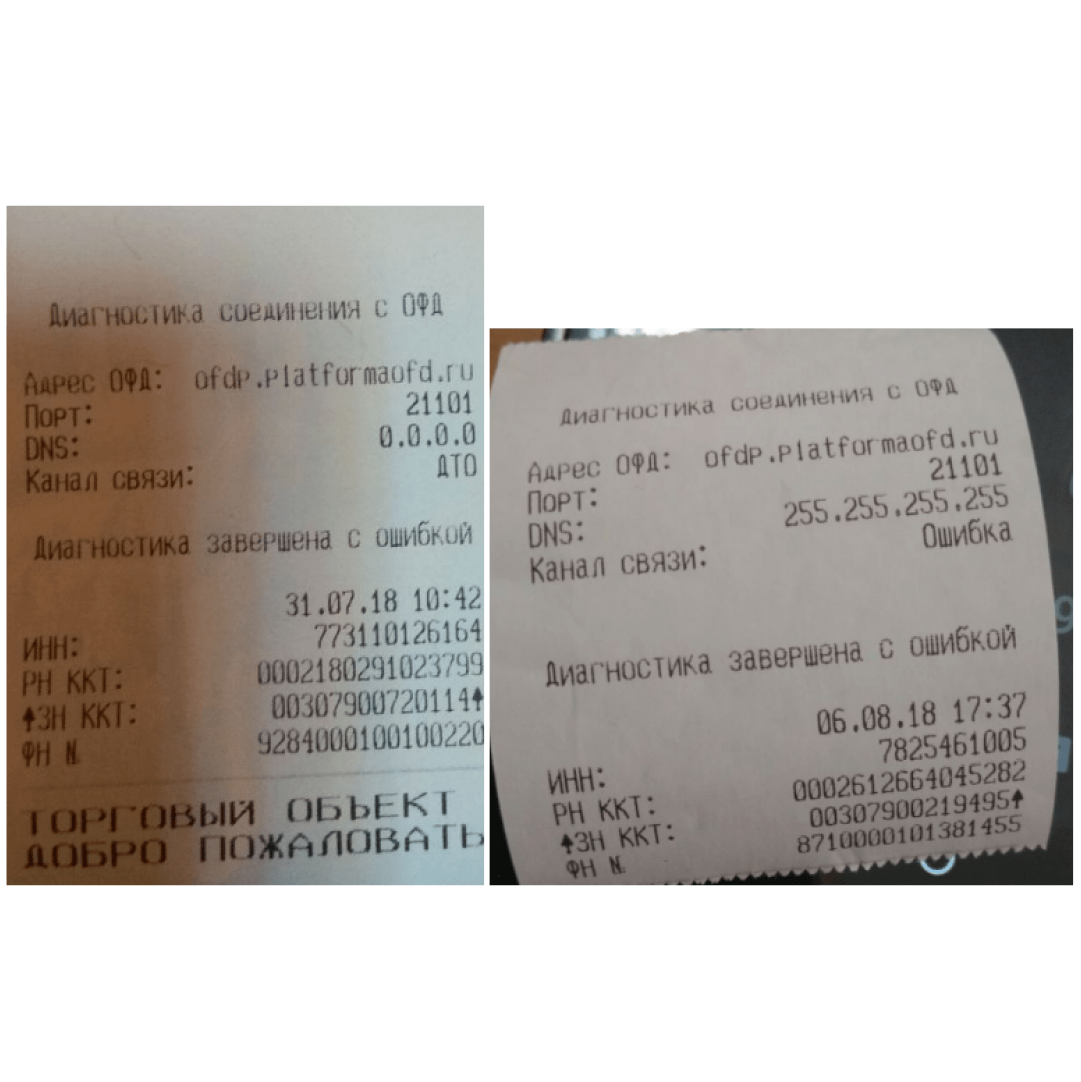 Диагностика соединения с ОФД
Адрес ОФД: ofdp.platformaofd.ru
Порт: 21101
DNS: 0.0.0.0
Канал связи: ДТО
Диагностика завершена с ошибкой
31.07.18 10:42
ИНН: 773110126164
РН ККТ: 0002180291023799
↑ЗН ККТ: 00307900720114↑
ФН № 9284000100100220
ТОРГОВЫЙ ОБЪЕКТ
ДОБРО ПОЖАЛОВАТЬ
Диагностика соединения с ОФД
Адрес ОФД: ofdp.platformaofd.ru
Порт: 21101
DNS: 255.255.255.255
Канал связи: Ошибка
Диагностика завершена с ошибкой
06.08.18 17:37
ИНН: 7825461005
РН ККТ: 0002612664045282
↑ЗН ККТ: 00307900219495↑
ФН № 8710000101381455
9